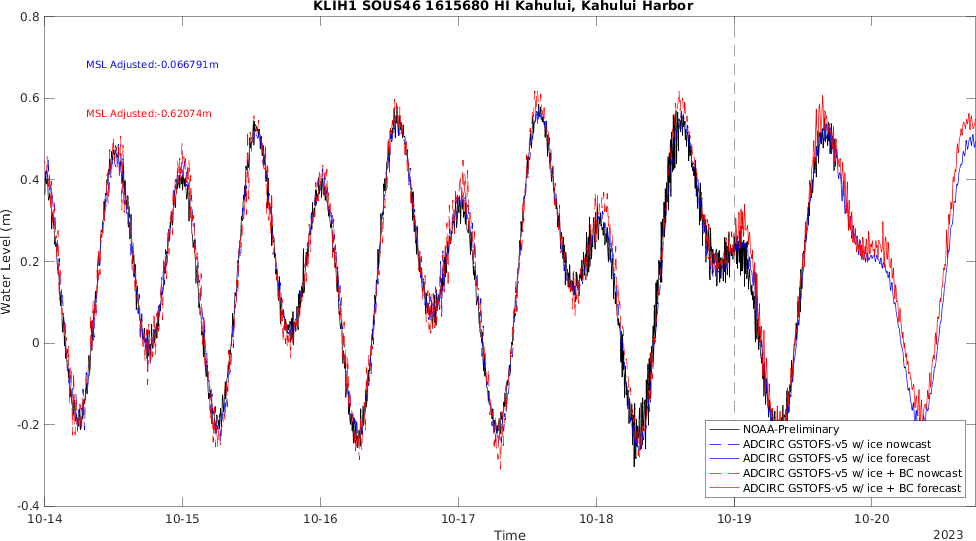 KLIH1 SOUS46 1615680 HI Kahului, Kahului Harbor
0.8
0.6
0.4
0.2
0
-0.2
-0.4
Water Level (m)
MSL Adjusted:-0.066791m
MSL Adjusted:-0.62074m
NOAA-Preliminary
ADCIRC GSTOFS-v5 w/ ice nowcast
ADCIRC GSTOFS-v5 w/ ice forecast
ADCIRC GSTOFS-v5 w/ ice + BC nowcast
ADCIRC GSTOFS-v5 w/ ice + BC forecast
10-14 10-15 10-16 10-17 10-18 10-19 10-20
Time
2023